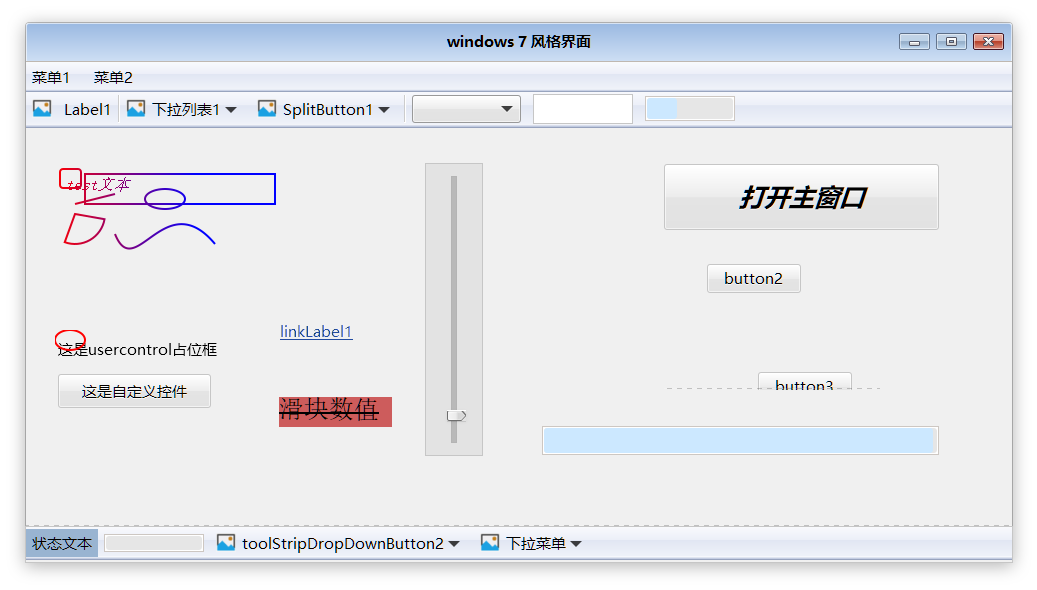 windows 7 风格界面
菜单1 菜单2
Label1 下拉列表1 SplitButton1
test文本
打开主窗口
button2
linkLabel1
这是usercontrol占位框
button3
这是自定义控件
滑块数值
状态文本 toolStripDropDownButton2 下拉菜单